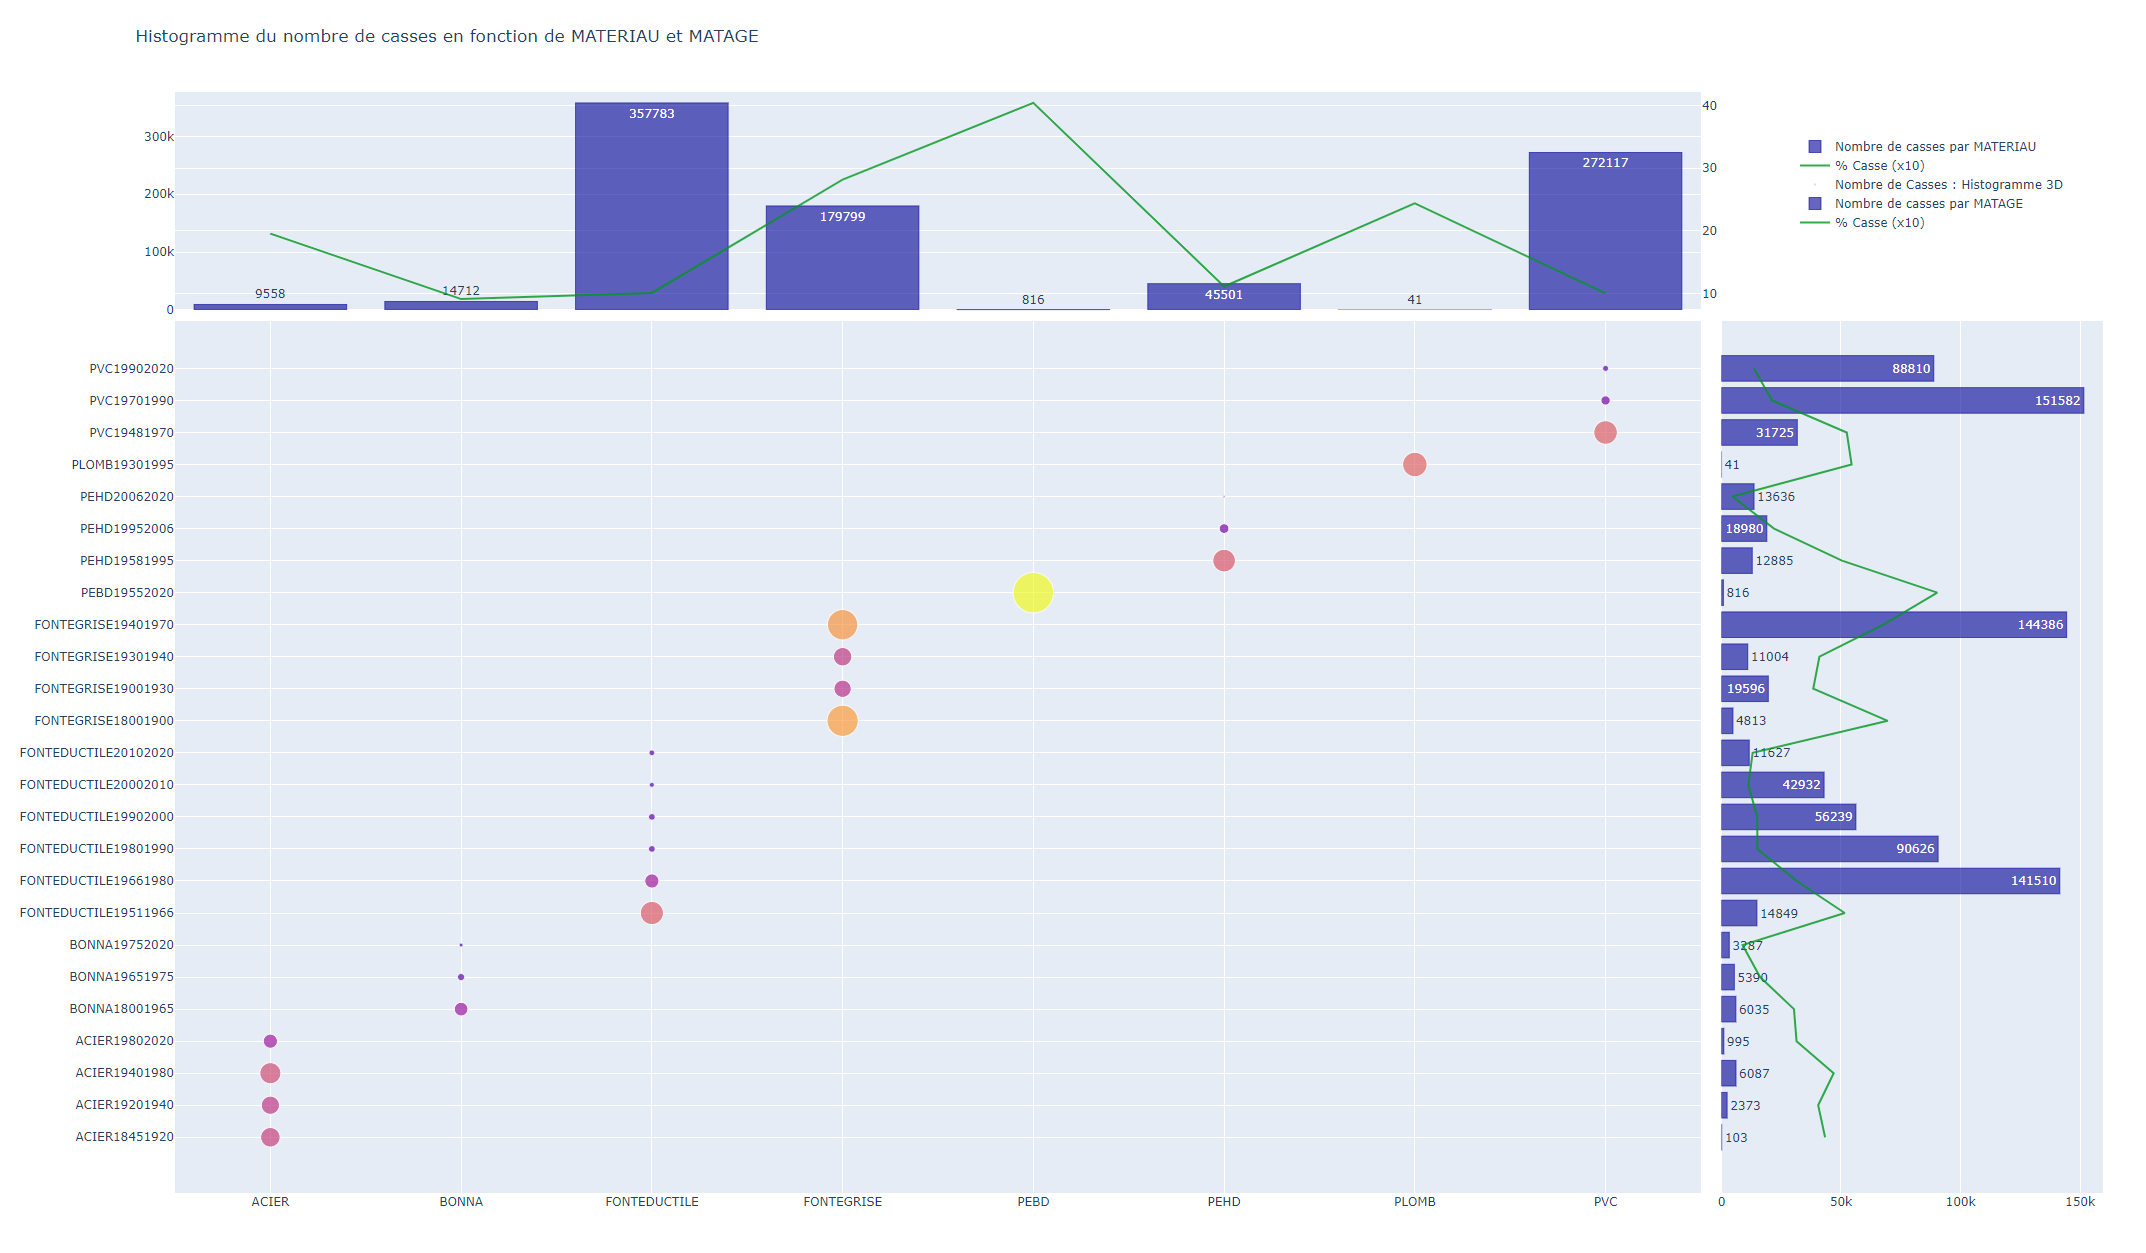 Histogramme du nombre de casses en fonction de MATERIAU et MATAGE
300k
200k
100k
0
9558
14712
357783
179799
816
45501
41
272117
40
30
20
10
Nombre de casses par MATERIAU
% Casse (x10)
Nombre de Casses : Histogramme 3D
Nombre de casses par MATAGE
% Casse (x10)
PVC19902020
88810
PVC19701990
151582
PVC19481970
31725
PLOMB19301995
41
PEHD20062020
13636
PEHD19952006
18980
PEHD19581995
12885
PEBD19552020
816
FONTEGRISE19401970
144386
FONTEGRISE19301940
11004
FONTEGRISE19001930
19596
FONTEGRISE18001900
4813
FONTEDUCTILE20102020
11627
FONTEDUCTILE20002010
42932
FONTEDUCTILE19902000
56239
FONTEDUCTILE19801990
90626
FONTEDUCTILE19661980
141510
FONTEDUCTILE19511966
14849
BONNA19752020
3287
BONNA19651975
5390
BONNA18001965
6035
ACIER19802020
995
ACIER19401980
6087
ACIER19201940
2373
ACIER18451920
103
ACIER
BONNA
FONTEDUCTILE
FONTEGRISE
PEBD
PEHD
PLOMB
PVC
0
50k
100k
150k